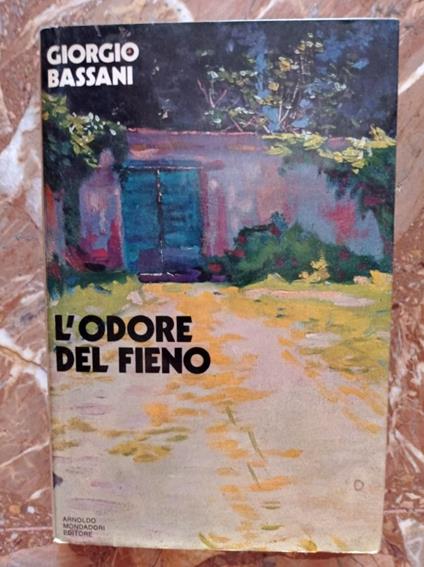 GIORGIO
BASSANI
L'ODORE
DEL FIENO
ARNOLDO
MONDADORI
EDITORE